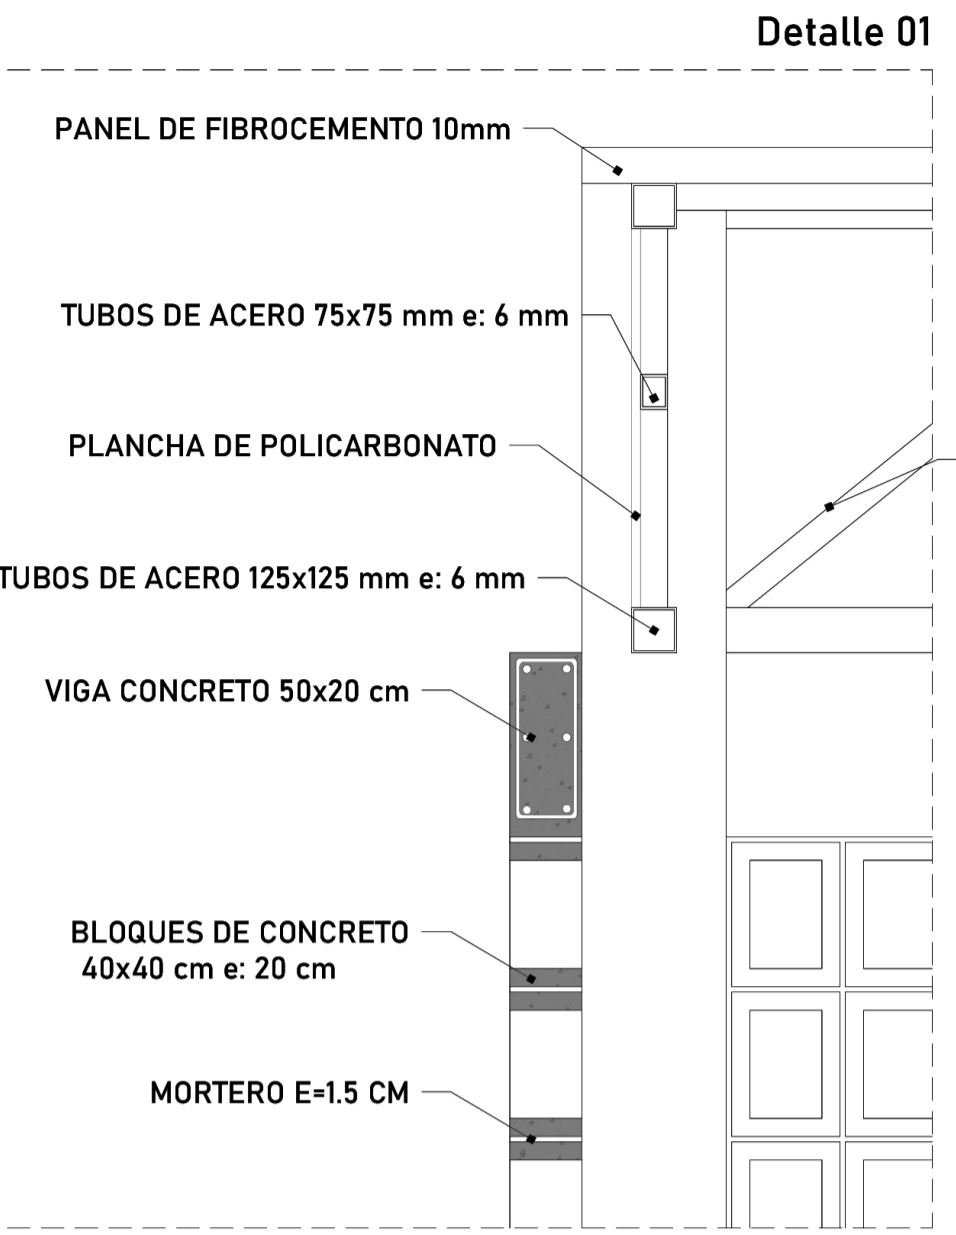 Detalle 01
PANEL DE FIBROCEMENTO 10mm
TUBOS DE ACERO 75x75 mm e: 6 mm
PLANCHA DE POLICARBONATO
TUBOS DE ACERO 125x125 mm e: 6 mm
VIGA CONCRETO 50x20 cm
BLOQUES DE CONCRETO
40x40 cm e: 20 cm
MORTERO E=1.5 CM